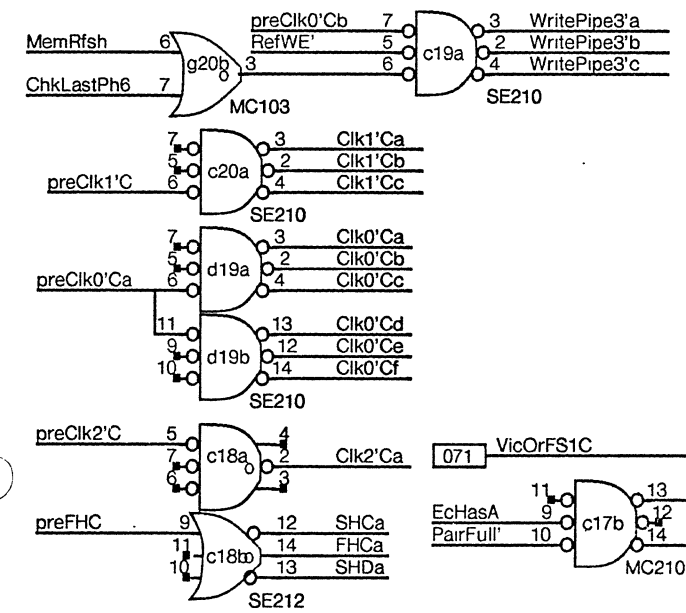 preClk0'Cb 7 3 WritePipe3'a
MemRfsh 6 RefWE' 5 c19a 2 WritePipe3'b
g20b 3 6 4 WritePipe3'c
ChkLastPh6 7 MC103 SE210
7 3 Clk1'Ca
5 c20a 2 Clk1'Cb
preClk1'C 6 4 Clk1'Cc
SE210
7 3 Clk0'Ca
5 d19a 2 Clk0'Cb
preClk0'Ca 6 4 Clk0'Cc
11 13 Clk0'Cd
9 d19b 12 Clk0'Ce
10 14 Clk0'Cf
SE210
preClk2'C 5 4
7 c18a 2 Clk2'Ca
6 3
071 VicOrFS1C
11 13
EcHasA 9 c17b 12
PairFull' 10 14
MC210
preFHC 9 12 SHCa
11 c18b 14 FHCa
10 13 SHDa
SE212